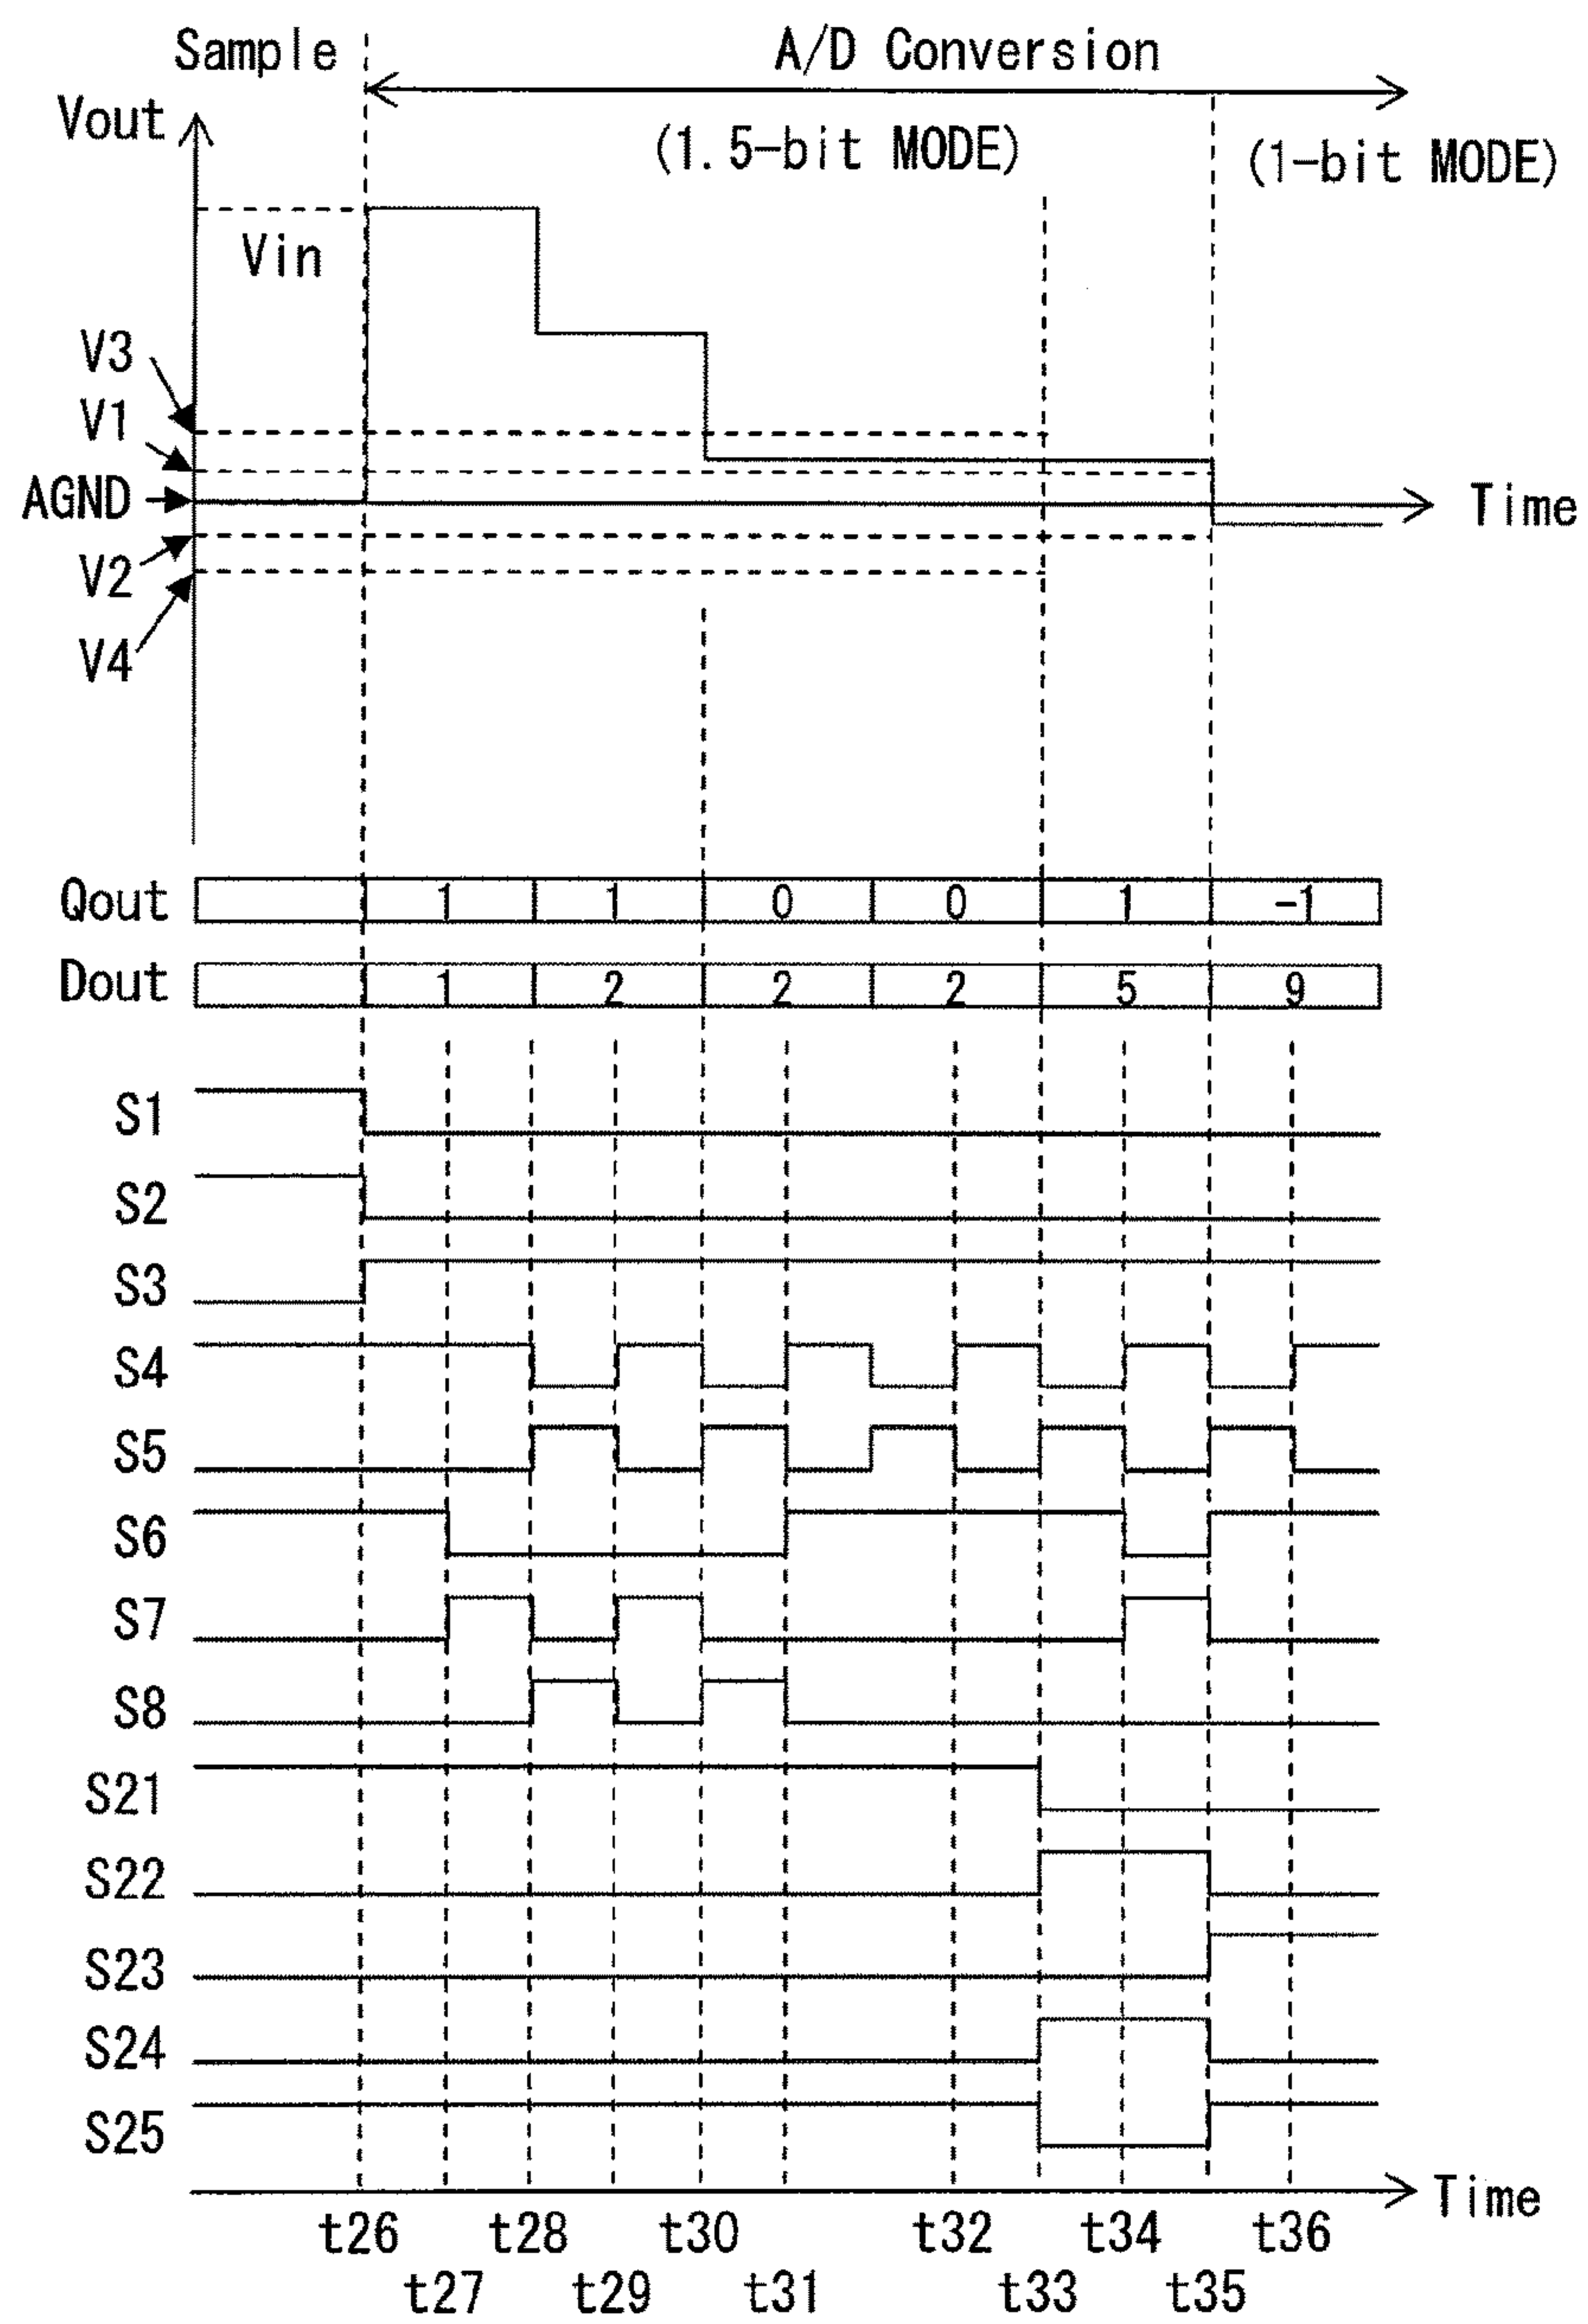 Sample
A/D Conversion
Vout
(1.5-bit MODE)
(1-bit MODE)
Vin
V3
V1
AGND
Time
V2
V4
Qout 1 1 0 0 1 -1
Dout 1 2 2 2 5 9
S1
S2
S3
S4
S5
S6
S7
S8
S21
S22
S23
S24
S25
Time
t26 t28 t30 t32 t34 t36
t27 t29 t31 t33 t35